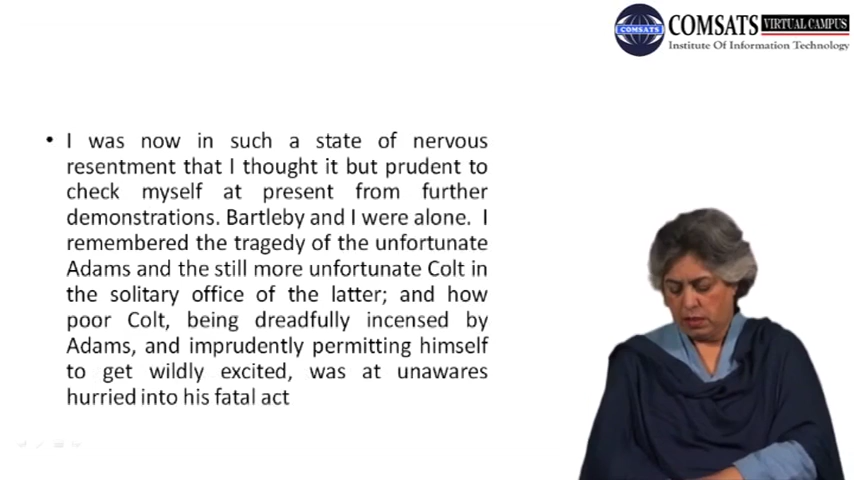 COMSATS VIRTUAL CAMPUS
COMSATS
Institute Of Information Technology
• I was now in such a state of nervous
resentment that I thought it but prudent to
check myself at present from further
demonstrations. Bartleby and I were alone. I
remembered the tragedy of the unfortunate
Adams and the still more unfortunate Colt in
the solitary office of the latter; and how
poor Colt, being dreadfully incensed by
Adams, and imprudently permitting himself
to get wildly excited, was at unawares
hurried into his fatal act